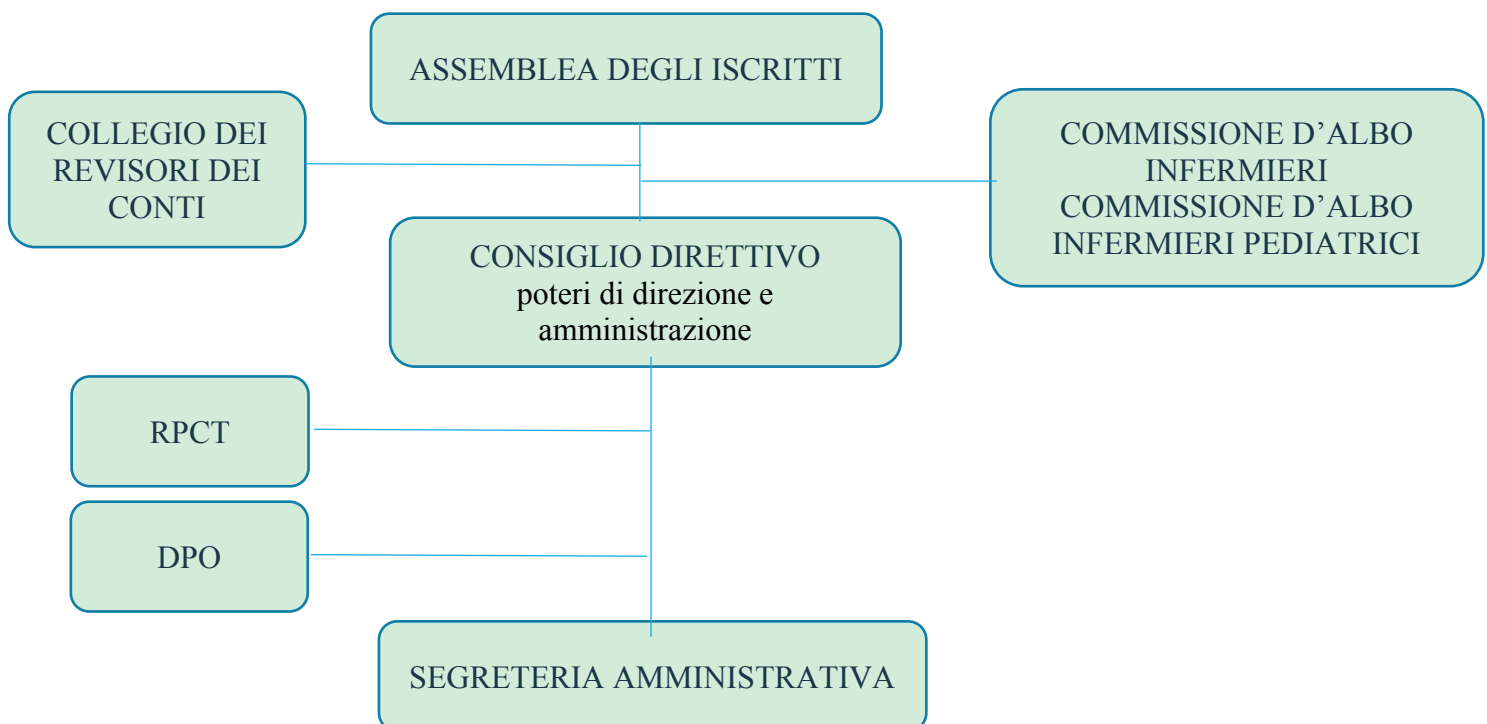 ASSEMBLEA DEGLI ISCRITTI
COLLEGIO DEI
REVISORI DEI
CONTI
COMMISSIONE D’ALBO
INFERMIERI
COMMISSIONE D’ALBO
INFERMIERI PEDIATRICI
CONSIGLIO DIRETTIVO
poteri di direzione e
amministrazione
RPCT
DPO
SEGRETERIA AMMINISTRATIVA